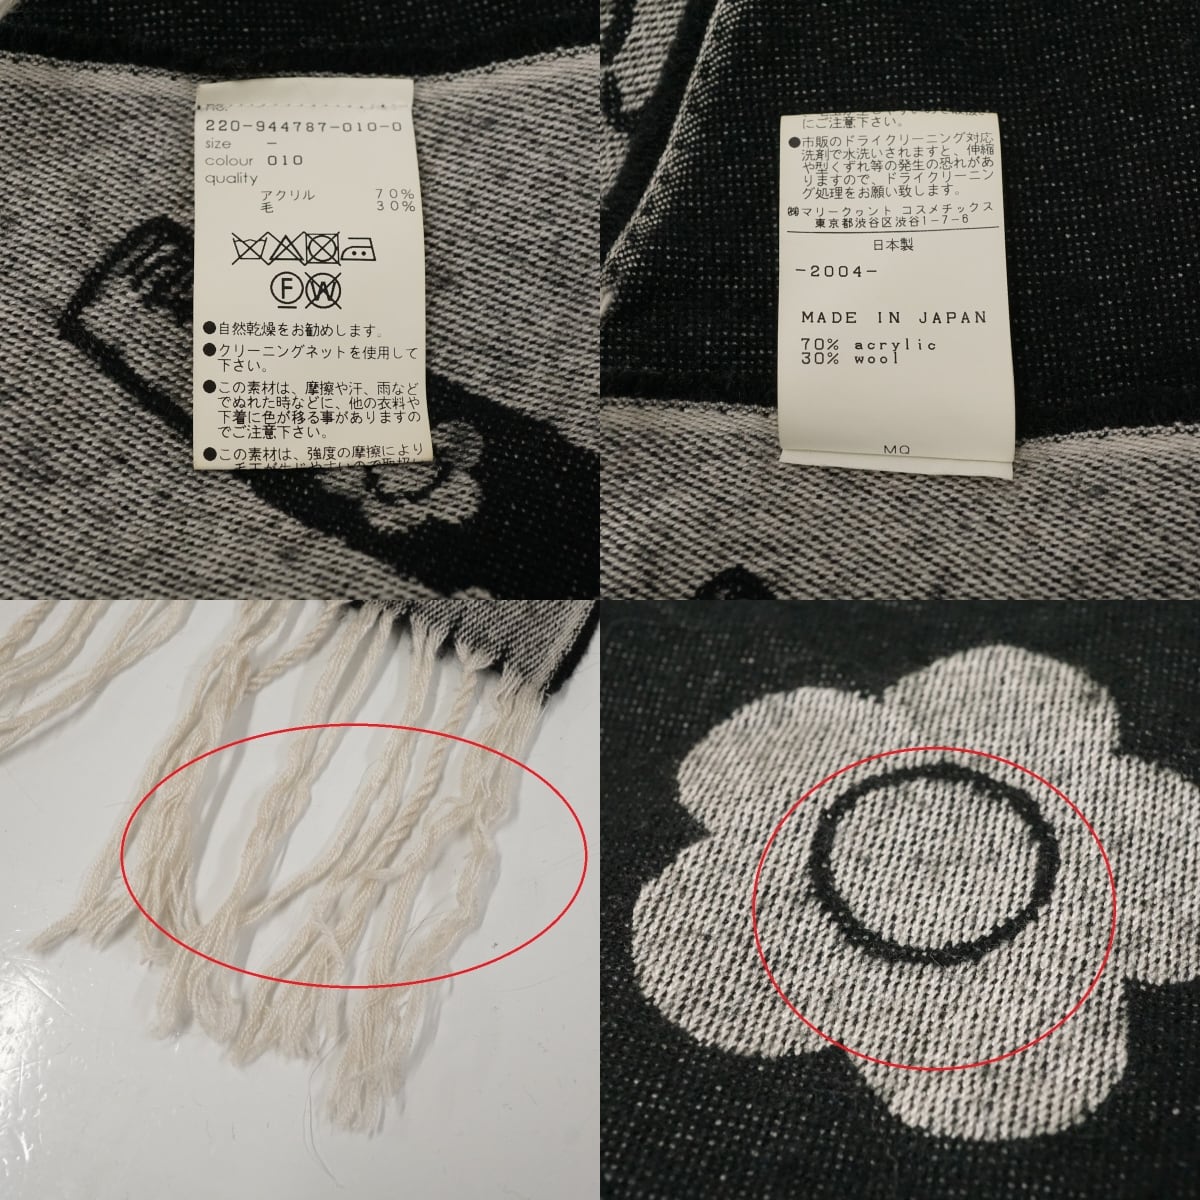 no.
220-944787-010-0
size -
colour 010
quality
アクリル 70%
毛 30%
F W
●自然乾燥をお勧めします。
●クリーニングネットを使用して
下さい。
●この素材は、摩擦や汗、雨など
でぬれた時などに、他の衣料や
下着に色が移る事がありますの
でご注意下さい。
●この素材は、強度の摩擦により
にご注意下さい。
●市販のドライクリーニング対応
洗剤で水洗いされますと、伸縮
や型くずれ等の発生の恐れがあ
りますので、ドライクリーニン
グ処理をお願い致します。
㈱マリークヮント コスメチックス
東京都渋谷区渋谷1-7-6
日本製
-2004-
MADE IN JAPAN
70% acrylic
30% wool
MQ